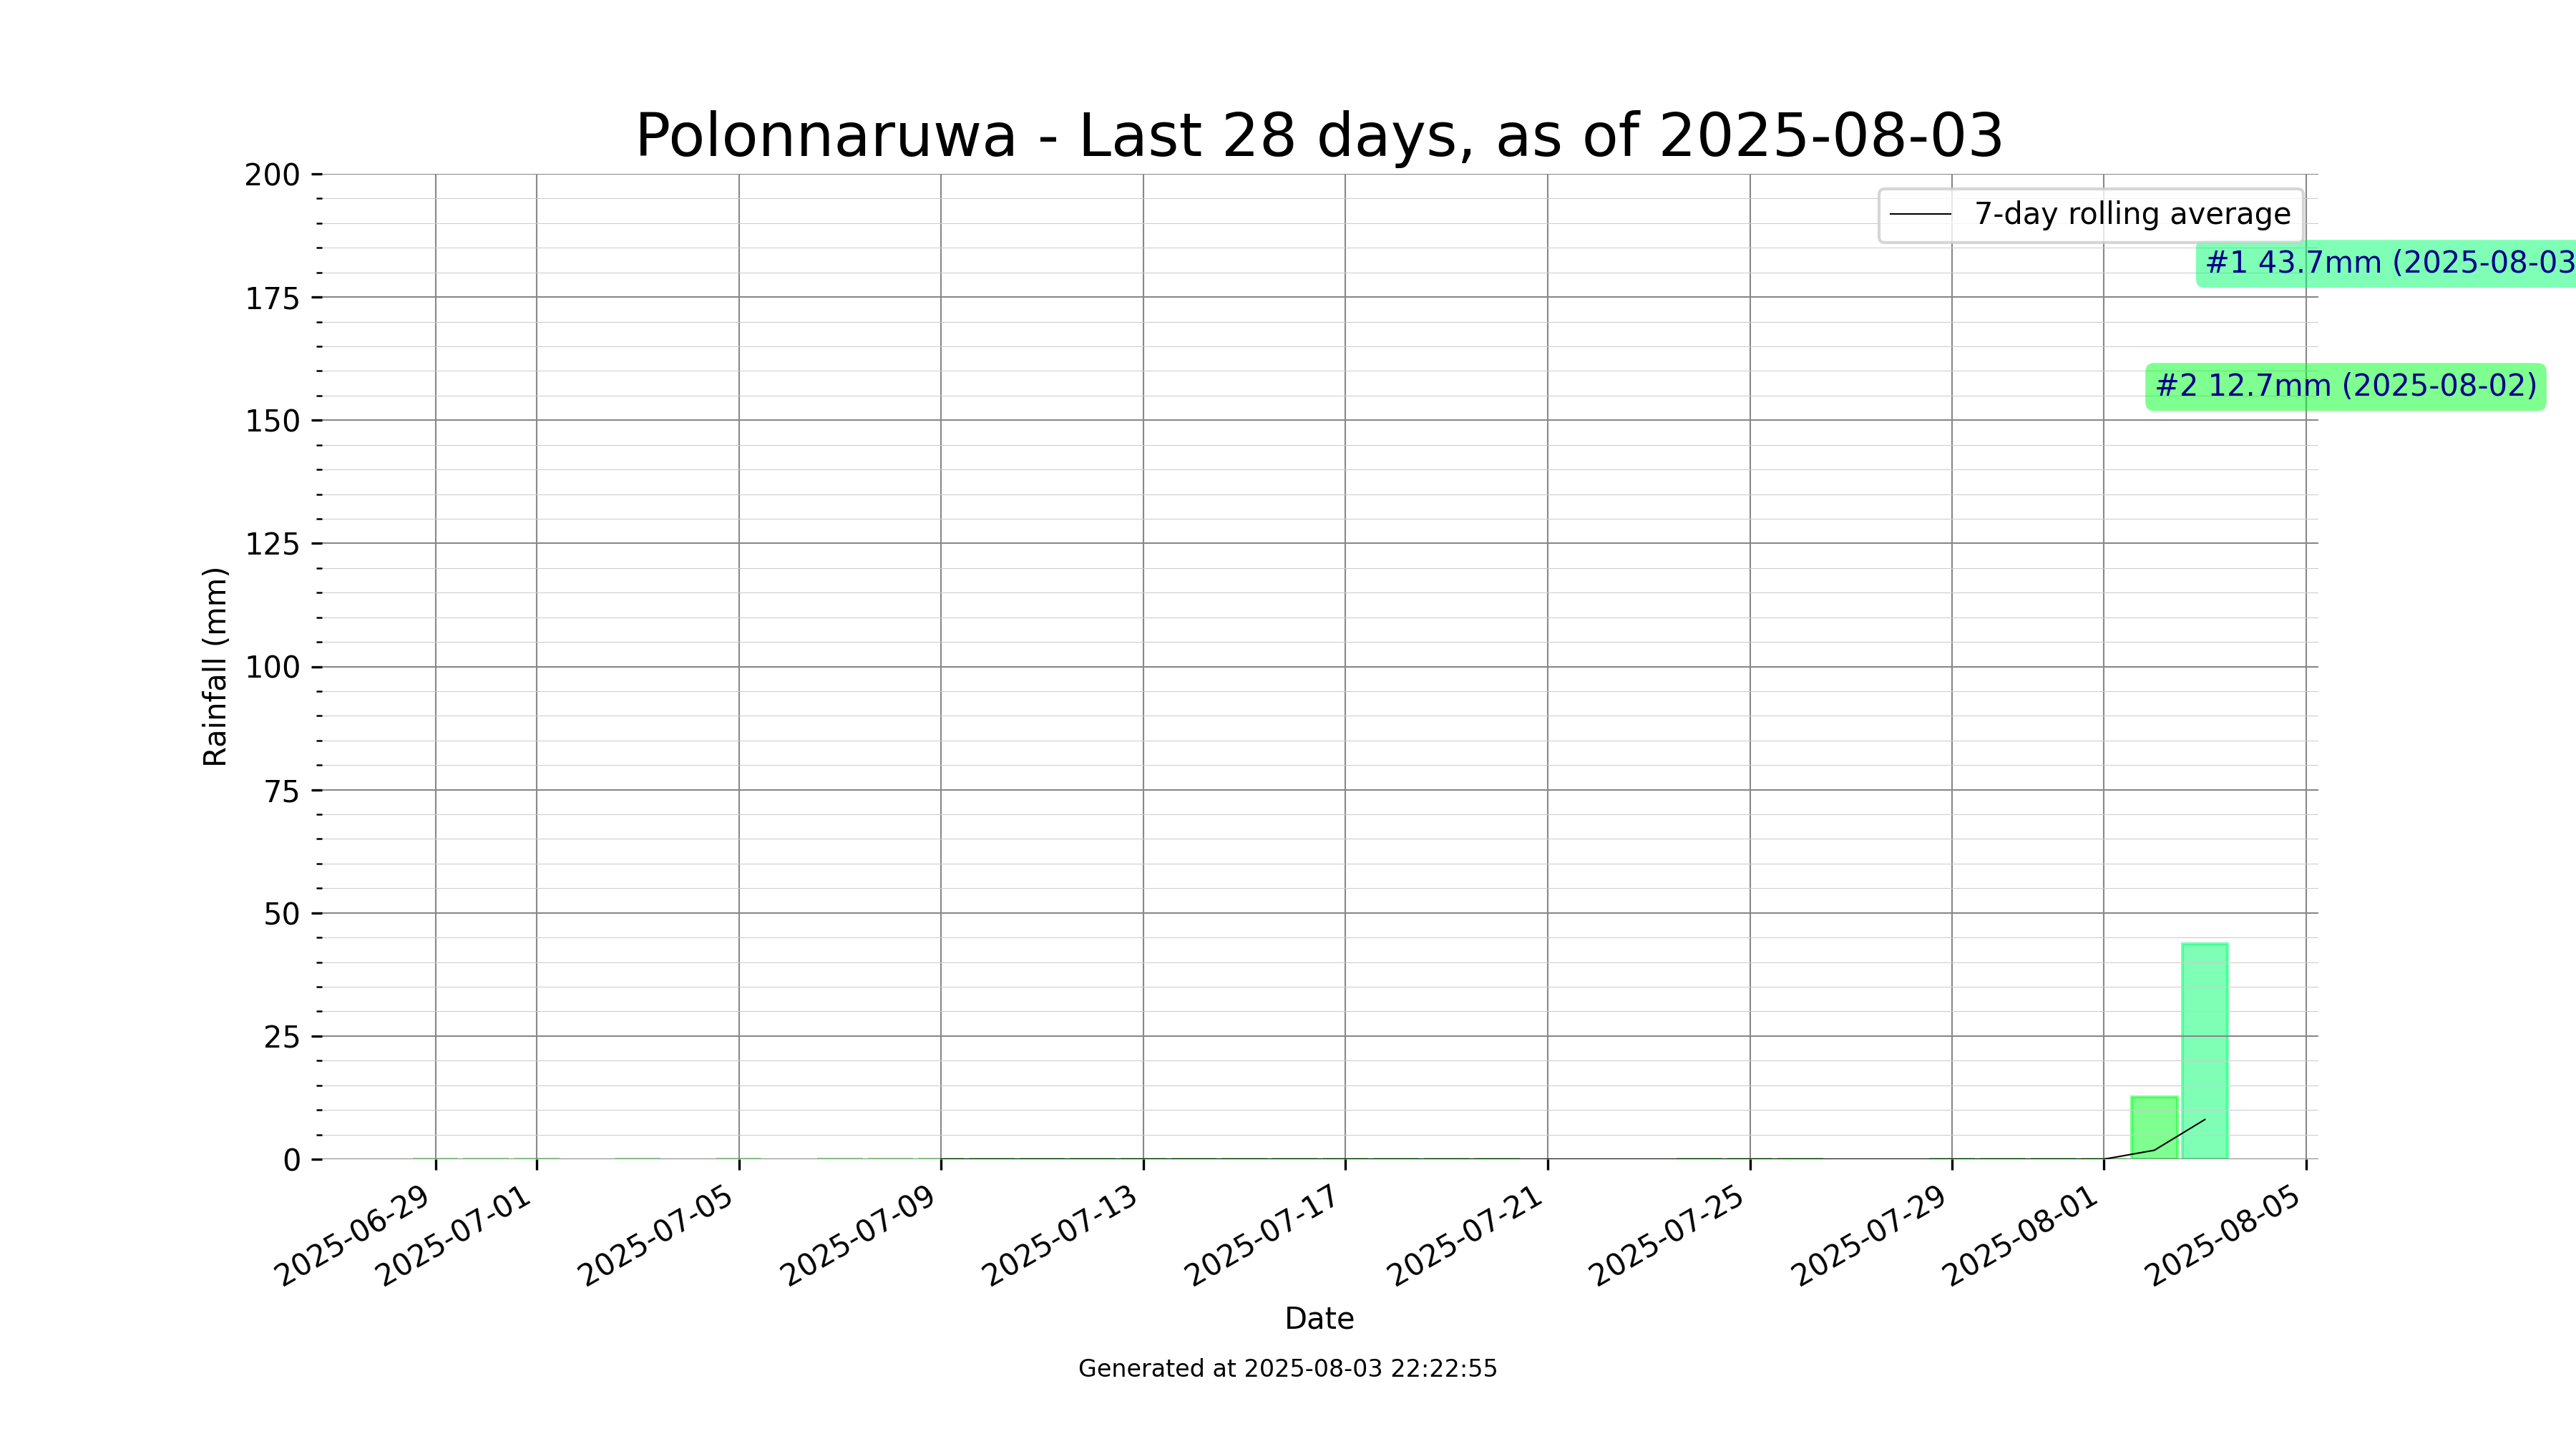 Polonnaruwa - Last 28 days, as of 2025-08-03
200
175
150
125
100
75
50
25
0
Rainfall (mm)
7-day rolling average
#1 43.7mm (2025-08-03
#2 12.7mm (2025-08-02)
2025-06-29
2025-07-01
2025-07-05
2025-07-09
2025-07-13
2025-07-17
2025-07-21
2025-07-25
2025-07-29
2025-08-01
2025-08-05
Date
Generated at 2025-08-03 22:22:55